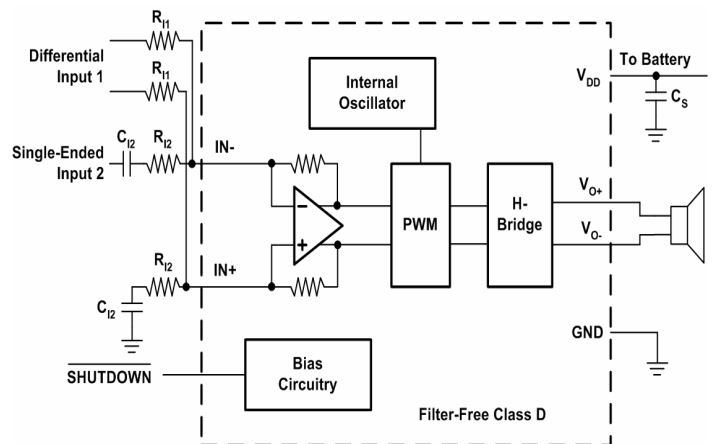 R_I1
Differential
Input 1
R_I1
C_I2
R_I2
Single-Ended
Input 2
IN-
R_I2
IN+
C_I2
SHUTDOWN
Internal
Oscillator
−
+
PWM
H-
Bridge
Bias
Circuitry
Filter-Free Class D
To Battery
V_DD
C_S
V_O+
V_O-
GND